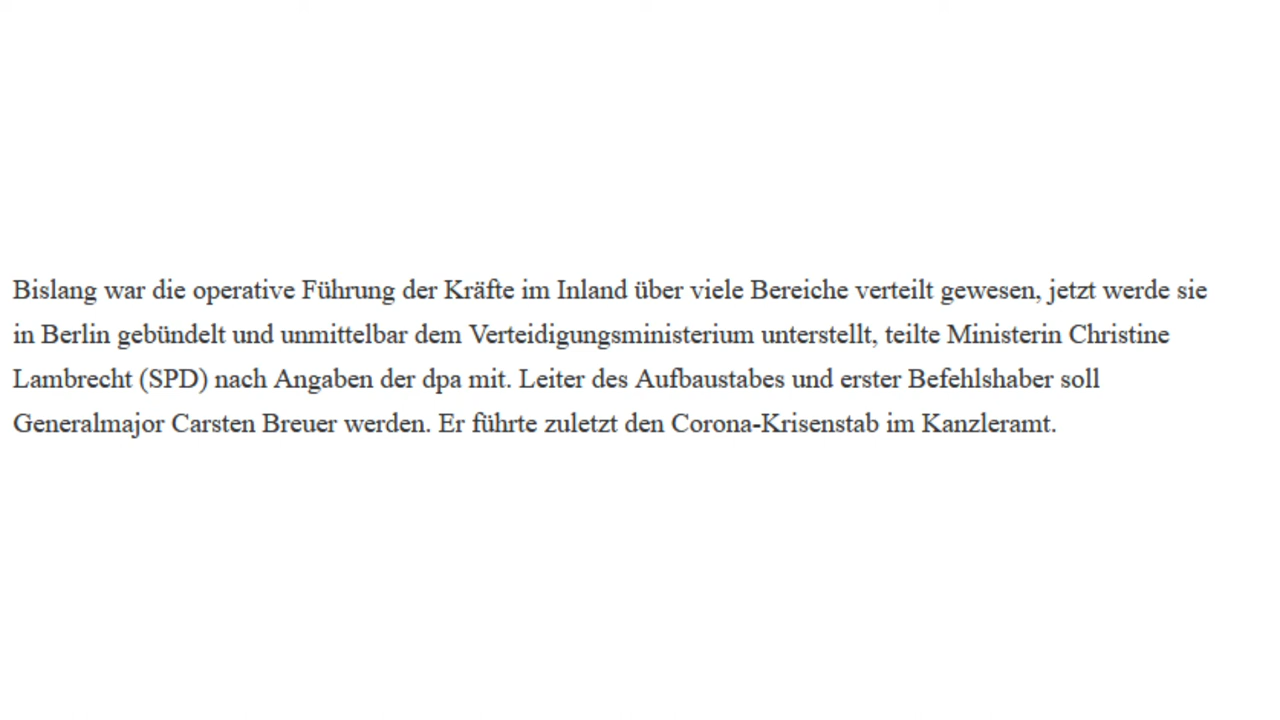 Bislang war die operative Führung der Kräfte im Inland über viele Bereiche verteilt gewesen, jetzt werde sie
in Berlin gebündelt und unmittelbar dem Verteidigungsministerium unterstellt, teilte Ministerin Christine
Lambrecht (SPD) nach Angaben der dpa mit. Leiter des Aufbaustabes und erster Befehlshaber soll
Generalmajor Carsten Breuer werden. Er führte zuletzt den Corona-Krisenstab im Kanzleramt.